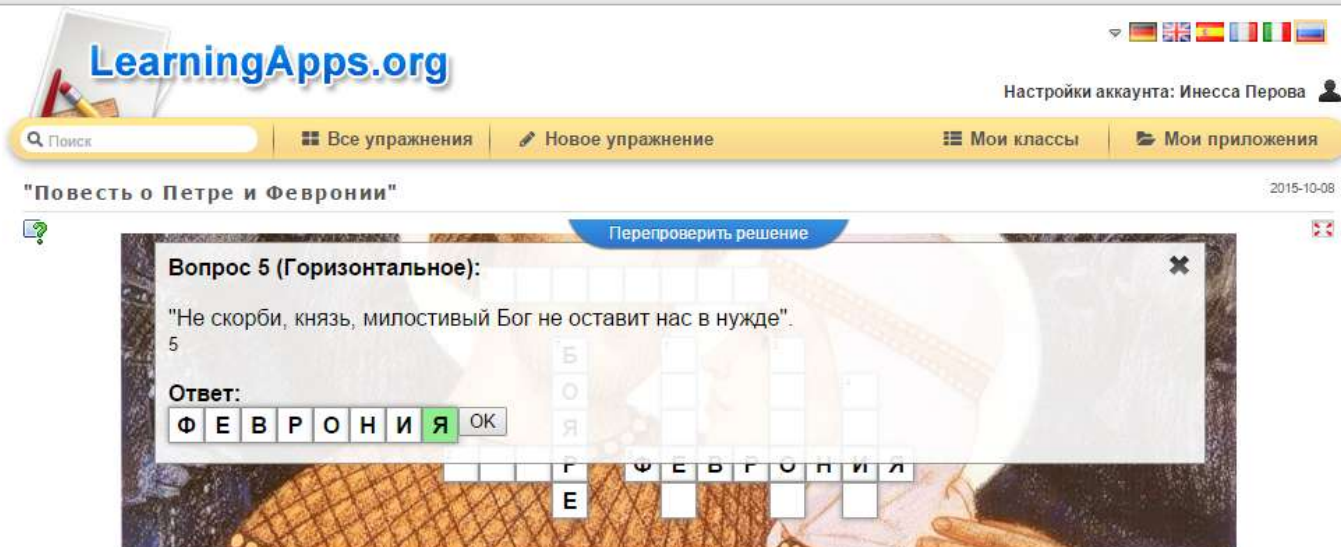 LearningApps.org
Настройки аккаунта: Инесса Перова
Поиск
Все упражнения
Новое упражнение
Мои классы
Мои приложения
"Повесть о Петре и Февронии"
2015-10-08
Перепроверить решение
Вопрос 5 (Горизонтальное):
"Не скорби, князь, милостивый Бог не оставит нас в нужде".
5
Ответ:
ФЕВРОНИЯ OK
Б
О
Я
Р ФЕВРОНИЯ
Е